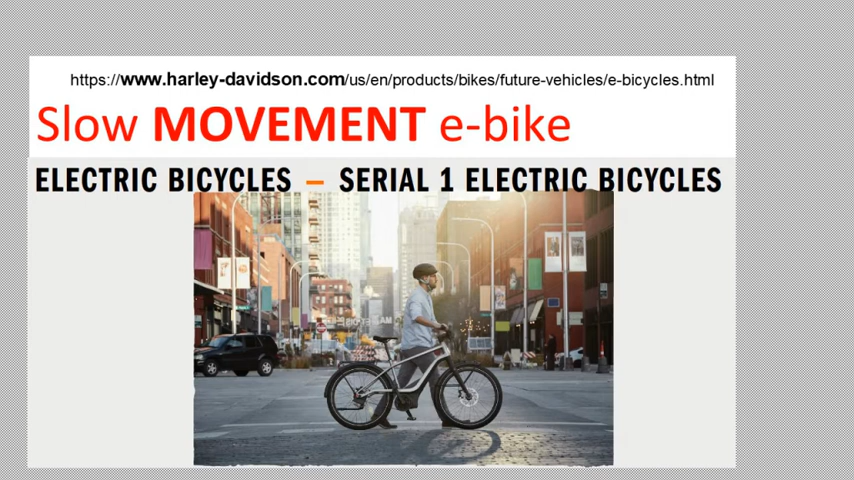 https://www.harley-davidson.com/us/en/products/bikes/future-vehicles/e-bicycles.html
Slow MOVEMENT e-bike
ELECTRIC BICYCLES – SERIAL 1 ELECTRIC BICYCLES